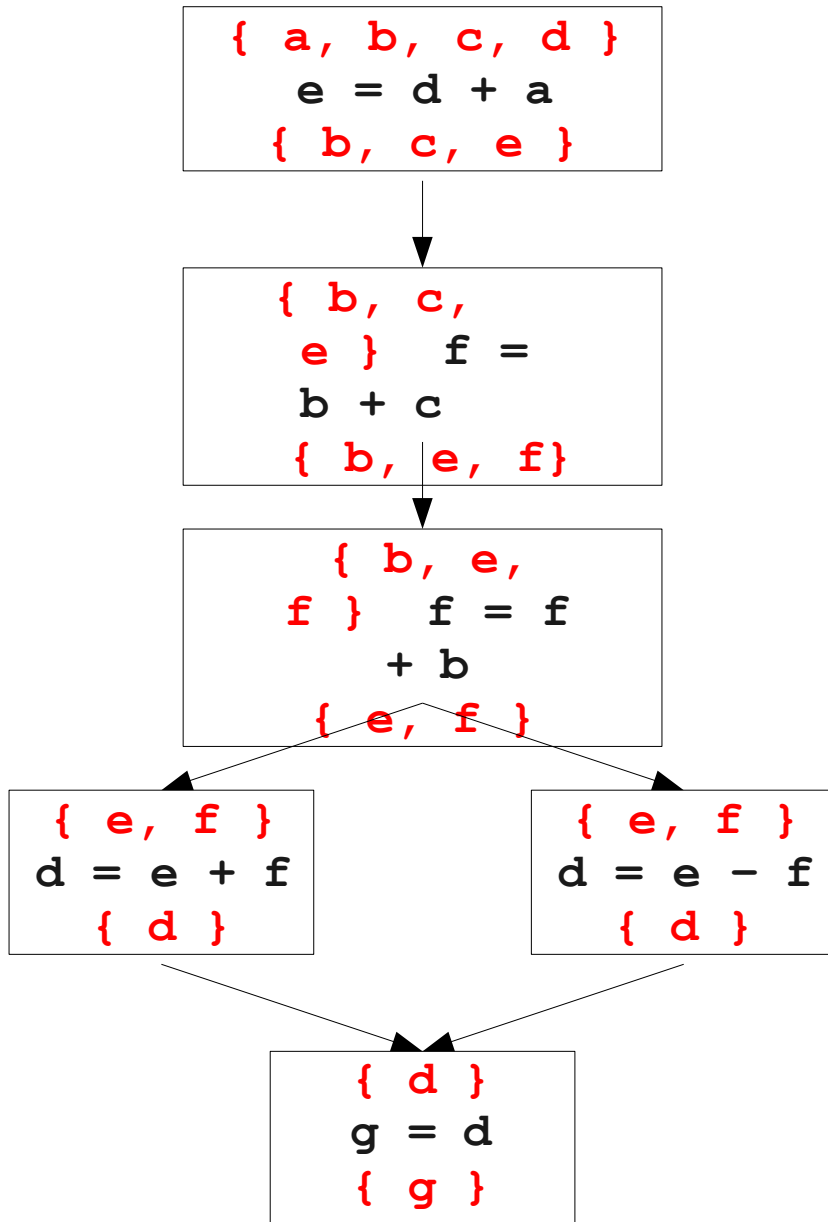 { a, b, c, d }
e = d + a
{ b, c, e }
{ b, c,
e } f =
b + c
{ b, e, f}
{ b, e,
f } f = f
+ b
{ e, f }
{ e, f }
d = e + f
{ d }
{ e, f }
d = e - f
{ d }
{ d }
g = d
{ g }